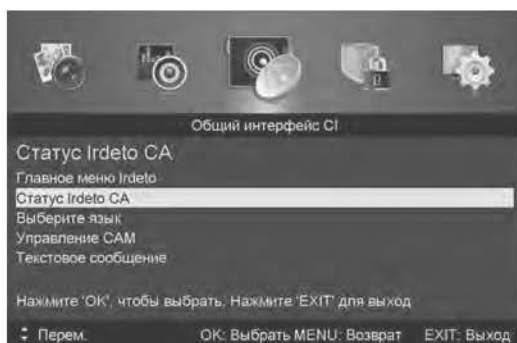 Общий интерфейс CI
Статус Irdeto CA
Главное меню Irdeto
Статус Irdeto CA
Выберите язык
Управление CAM
Текстовое сообщение
Нажмите 'OK', чтобы выбрать. Нажмите 'EXIT' для выход
Перем. OK: Выбрать MENU: Возврат EXIT: Выход